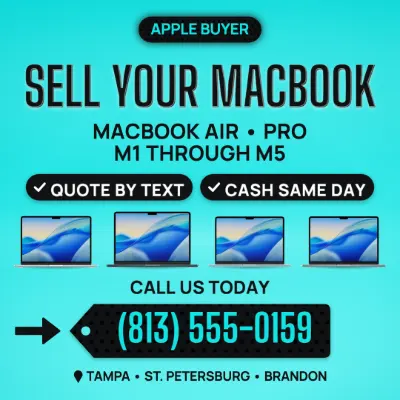 APPLE BUYER
SELL YOUR MACBOOK
MACBOOK AIR • PRO
M1 THROUGH M5
QUOTE BY TEXT
CASH SAME DAY
CALL US TODAY
(813) 555-0159
TAMPA • ST. PETERSBURG • BRANDON